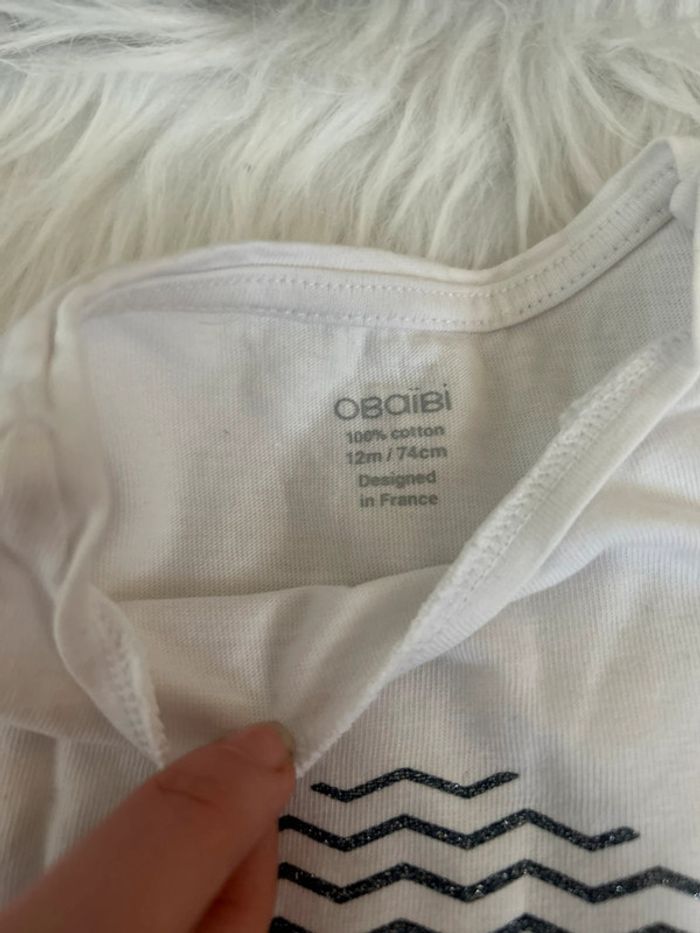 OBaïBi
100% cotton
12m / 74cm
Designed
in France